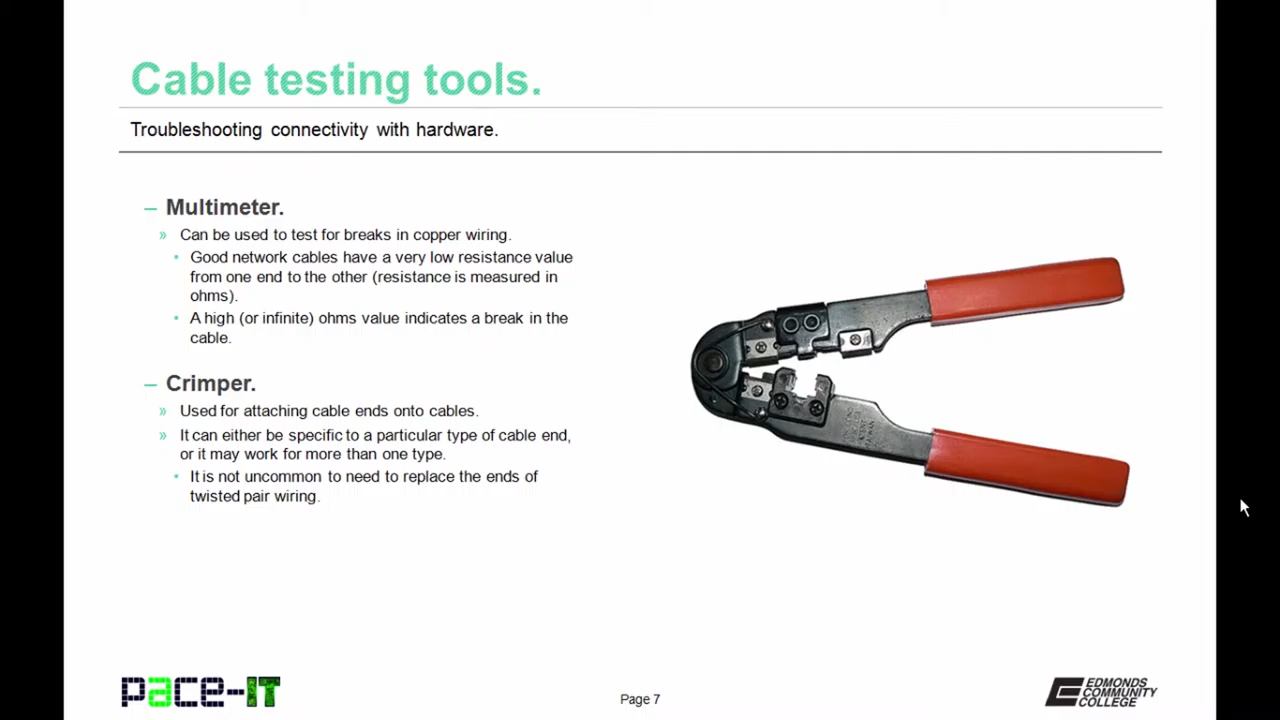 Cable testing tools.
Troubleshooting connectivity with hardware.
– Multimeter.
» Can be used to test for breaks in copper wiring.
• Good network cables have a very low resistance value
from one end to the other (resistance is measured in
ohms).
• A high (or infinite) ohms value indicates a break in the
cable.
– Crimper.
» Used for attaching cable ends onto cables.
» It can either be specific to a particular type of cable end,
or it may work for more than one type.
• It is not uncommon to need to replace the ends of
twisted pair wiring.
pace-IT
Page 7
EDMONDS
COMMUNITY
COLLEGE